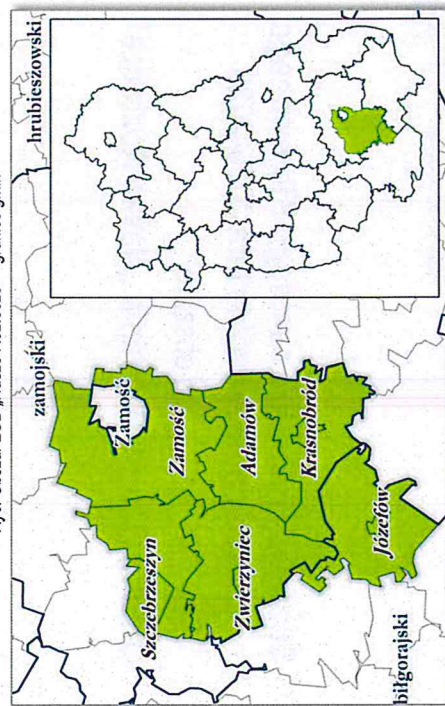 hrubieszowski
zamojski
Zamość
Szczebrzeszyn
Zamość
Adamów
Zwierzyniec
Krasnobród
Józefów
biłgorajski